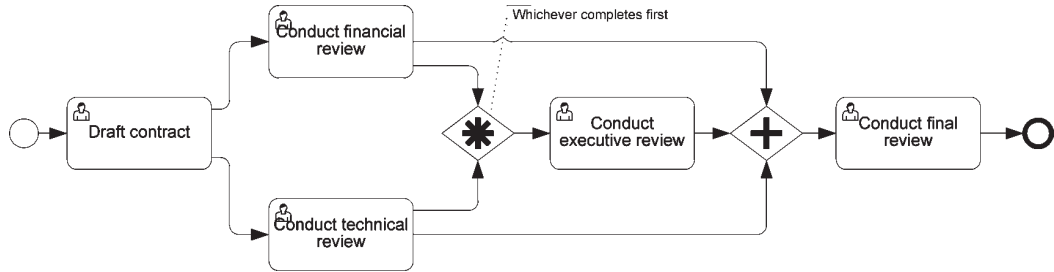 Whichever completes first
Conduct financial
review
Draft contract
Conduct
executive review
Conduct final
review
Conduct technical
review